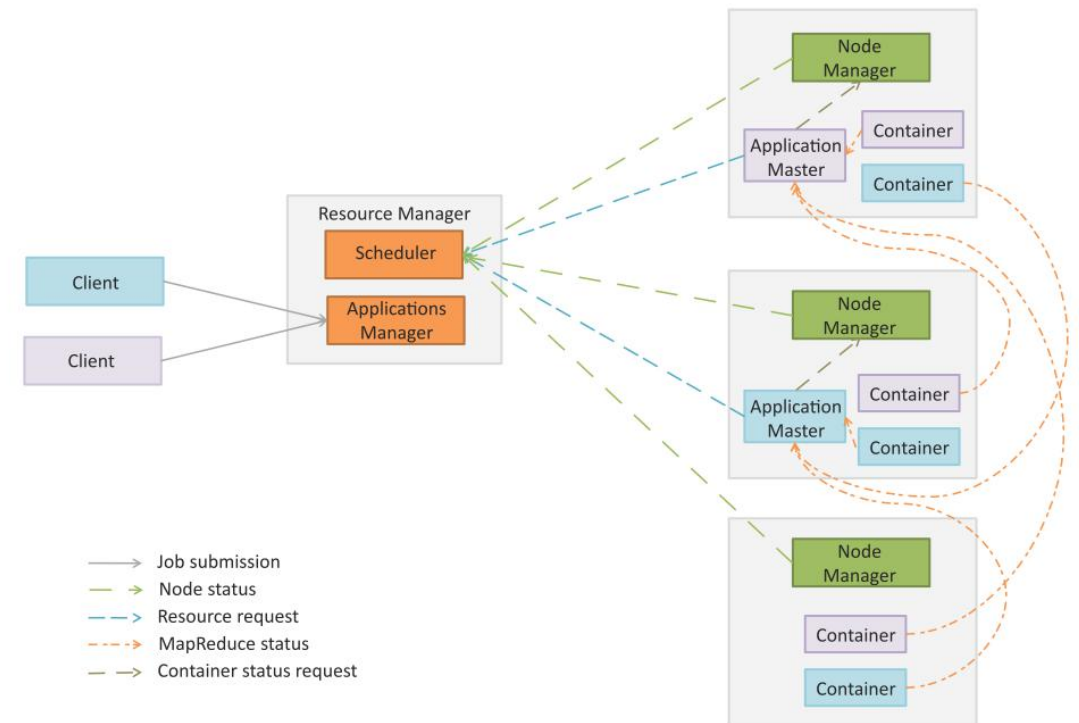 Resource Manager
Scheduler
Applications
Manager
Client
Client
Node
Manager
Application
Master
Container
Container
Node
Manager
Application
Master
Container
Container
Node
Manager
Container
Container
Job submission
Node status
Resource request
MapReduce status
Container status request